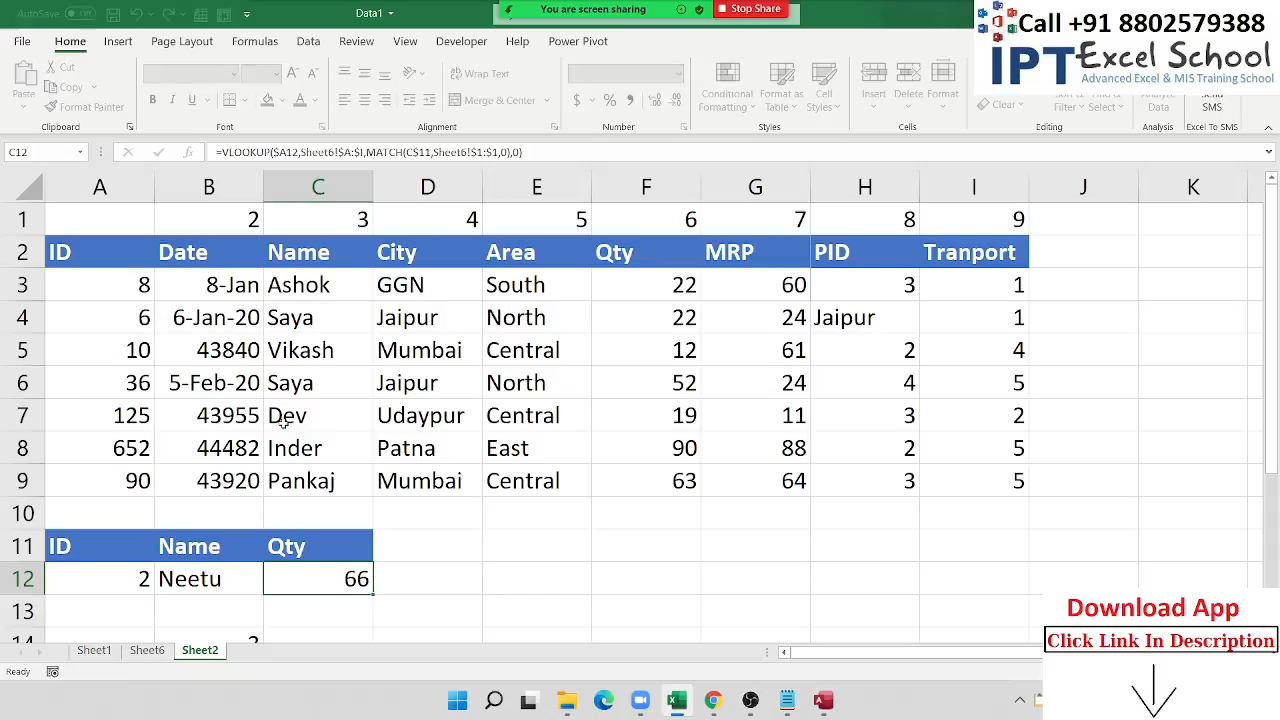 AutoSave Off Data1 You are screen sharing Stop Share
Call +91 8802579388
IPT Excel School
Advanced Excel & MIS Training School
File Home Insert Page Layout Formulas Data Review View Developer Help Power Pivot
Paste Cut Copy Format Painter
B I U
Wrap Text
Merge & Center
$ % ,
Conditional Formatting Format as Table Cell Styles
Insert Delete Format
Clear
Sort & Filter Find & Select
Analyze Data
Send SMS
Clipboard Font Alignment Number Styles Cells Editing Analysis Excel To SMS
C12 fx =VLOOKUP($A12,Sheet6!$A:$I,MATCH(C$11,Sheet6!$1:$1,0),0)
A B C D E F G H I J K
1 2 3 4 5 6 7 8 9
2 ID Date Name City Area Qty MRP PID Tranport
3 8 8-Jan Ashok GGN South 22 60 3 1
4 6 6-Jan-20 Saya Jaipur North 22 24 Jaipur 1
5 10 43840 Vikash Mumbai Central 12 61 2 4
6 36 5-Feb-20 Saya Jaipur North 52 24 4 5
7 125 43955 Dev Udaypur Central 19 11 3 2
8 652 44482 Inder Patna East 90 88 2 5
9 90 43920 Pankaj Mumbai Central 63 64 3 5
10
11 ID Name Qty
12 2 Neetu 66
13
14 2
Download App
Click Link In Description
Sheet1 Sheet6 Sheet2
Ready